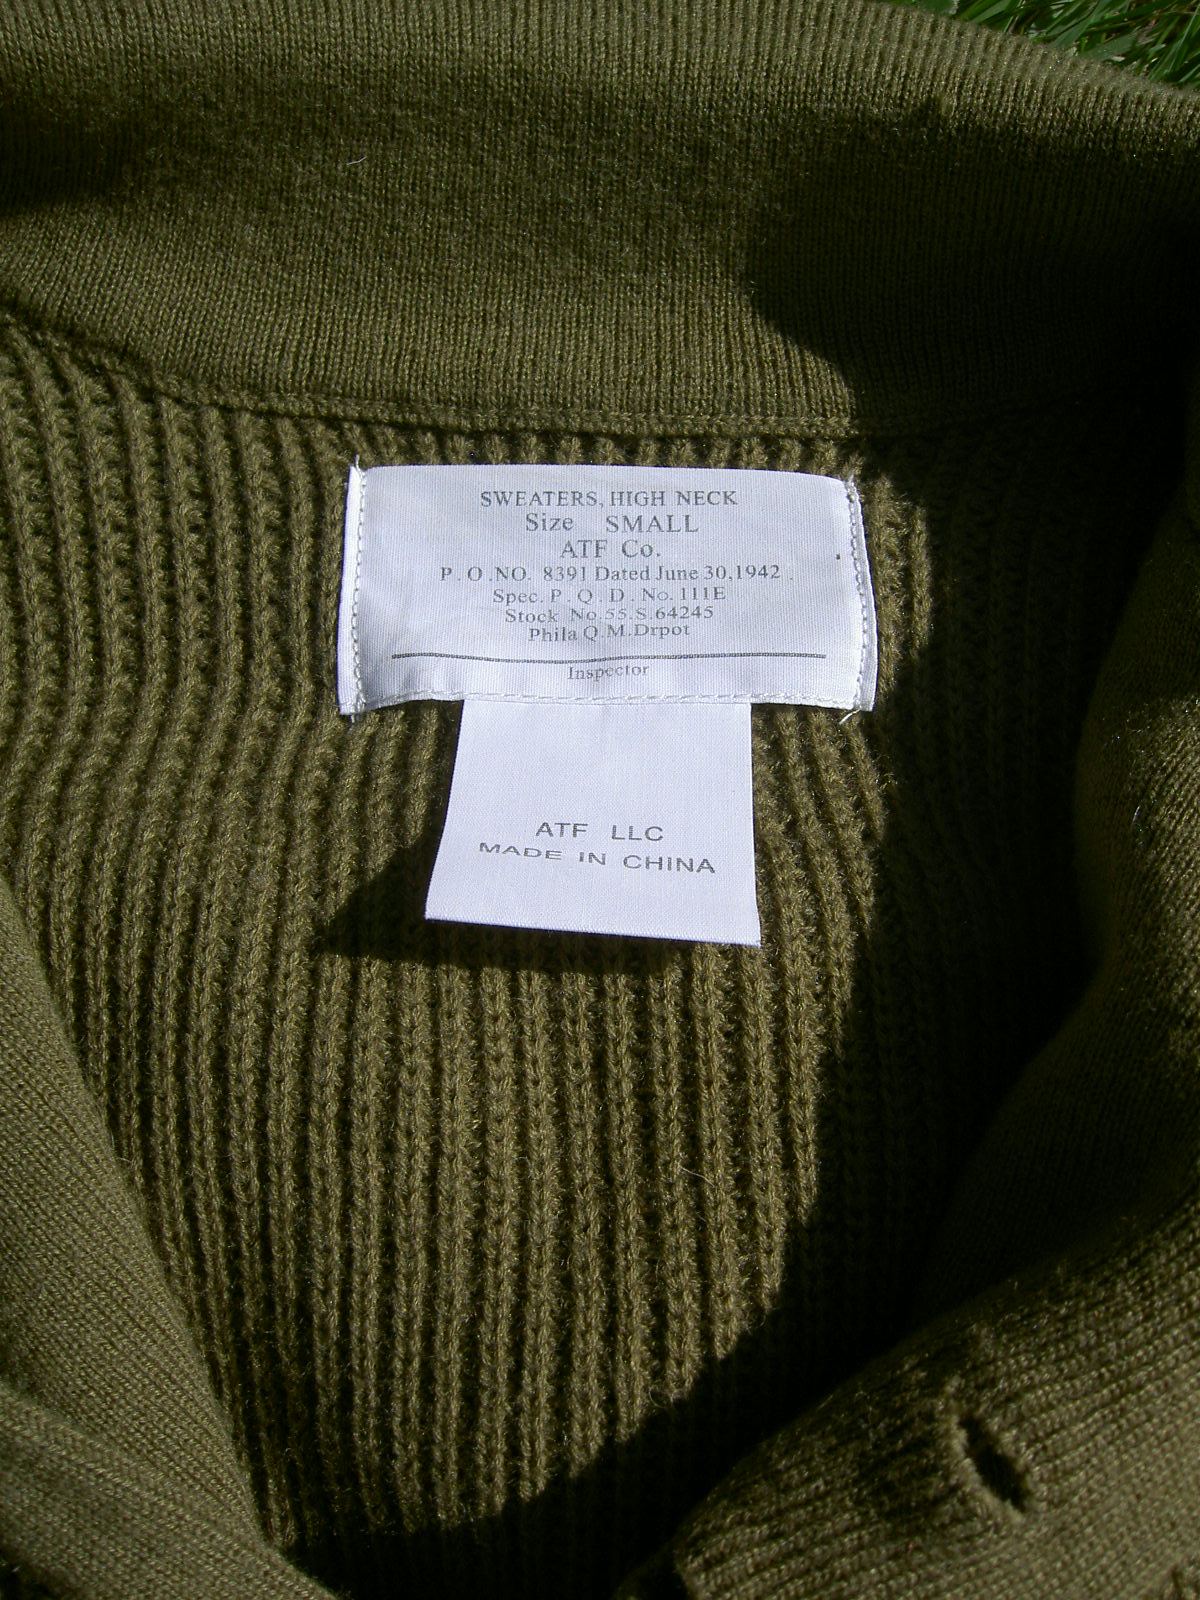 SWEATERS, HIGH NECK
Size SMALL
ATF Co.
P.O.NO. 8391 Dated June 30,1942.
Spec. P.Q.D. No. 111E
Stock No.55.S.64245
Phila Q.M.Drpot
Inspector
ATF LLC
MADE IN CHINA